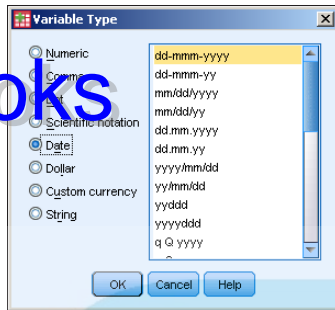 Variable Type
Numeric
dd-mmm-yyyy
Comma
dd-mmm-yy
ooks
mm/dd/yyyy
mm/dd/yy
Scientific notation
dd.mm.yyyy
Date
dd.mm.yy
Dollar
yyyy/mm/dd
Custom currency
yy/mm/dd
String
yyddd
yyyyddd
q Q yyyy
OK
Cancel
Help